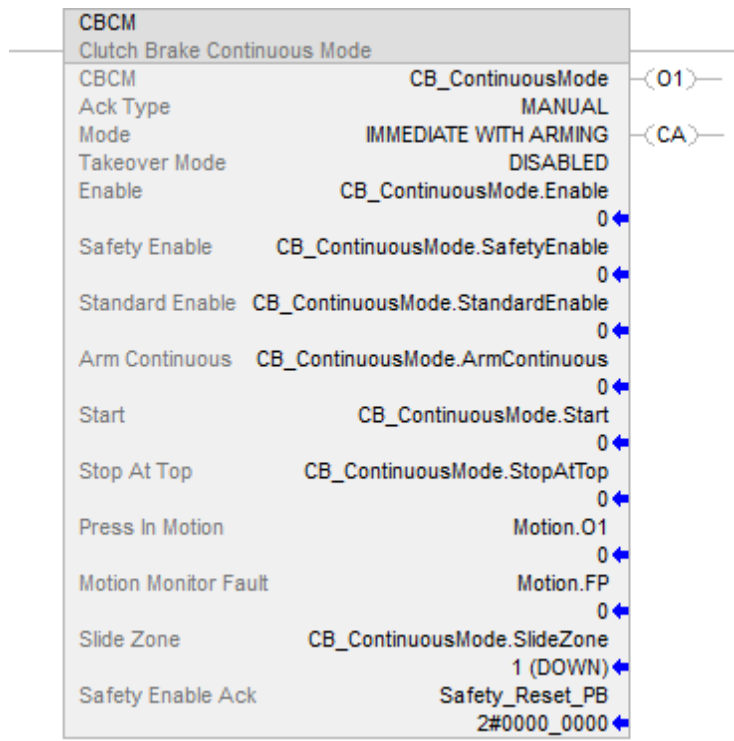 CBCM
Clutch Brake Continuous Mode
CBCM CB_ContinuousMode O1
Ack Type MANUAL
Mode IMMEDIATE WITH ARMING CA
Takeover Mode DISABLED
Enable CB_ContinuousMode.Enable
0
Safety Enable CB_ContinuousMode.SafetyEnable
0
Standard Enable CB_ContinuousMode.StandardEnable
0
Arm Continuous CB_ContinuousMode.ArmContinuous
0
Start CB_ContinuousMode.Start
0
Stop At Top CB_ContinuousMode.StopAtTop
0
Press In Motion Motion.O1
0
Motion Monitor Fault Motion.FP
0
Slide Zone CB_ContinuousMode.SlideZone
1 (DOWN)
Safety Enable Ack Safety_Reset_PB
2#0000_0000